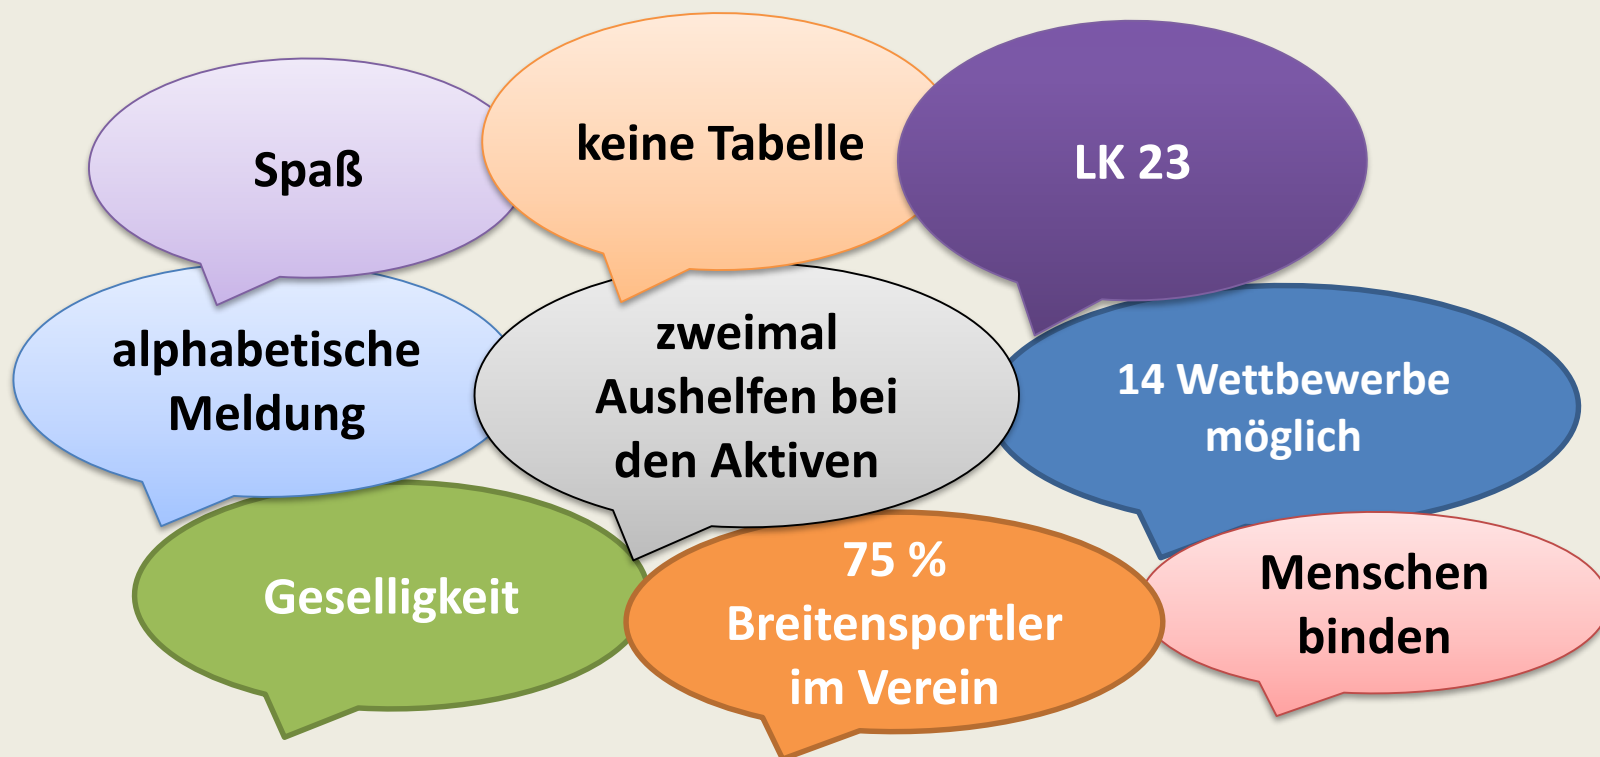 Spaß
keine Tabelle
LK 23
alphabetische
Meldung
zweimal
Aushelfen bei
den Aktiven
14 Wettbewerbe
möglich
Geselligkeit
75 %
Breitensportler
im Verein
Menschen
binden